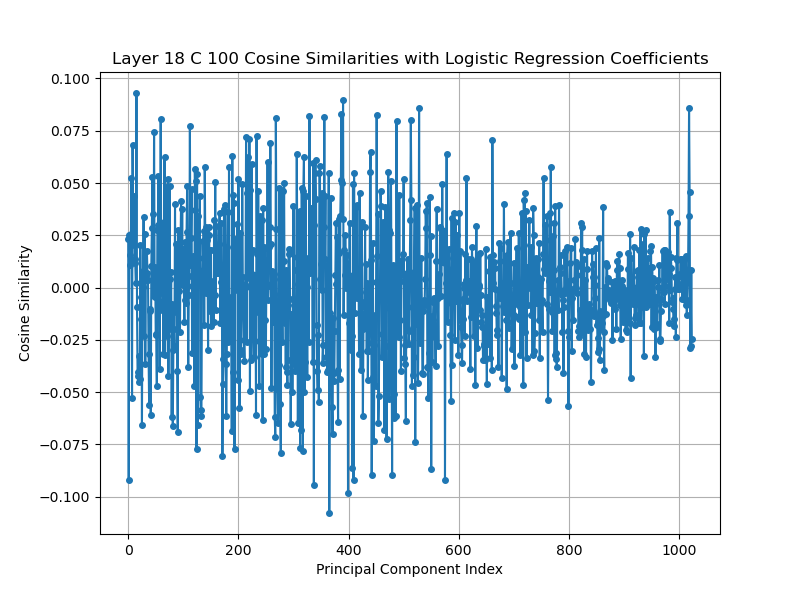 Layer 18 C 100 Cosine Similarities with Logistic Regression Coefficients
0.100
0.075
0.050
0.025
0.000
−0.025
−0.050
−0.075
−0.100
Cosine Similarity
0 200 400 600 800 1000
Principal Component Index